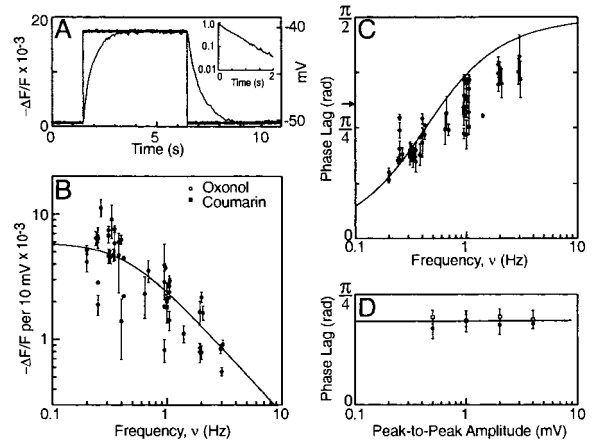 A
-ΔF/F x 10-3
20
10
0
0
5
10
Time (s)
-40
mV
-50
1.0
0.1
0.01
0
2
Time (s)
B
Oxonol
Coumarin
-ΔF/F per 10 mV x 10-3
10
1
0.1
1
10
Frequency, ν (Hz)
C
Phase Lag (rad)
π
2
π
4
0
0.1
1
10
Frequency, ν (Hz)
D
Phase Lag (rad)
π
4
0
0.1
1
10
Peak-to-Peak Amplitude (mV)